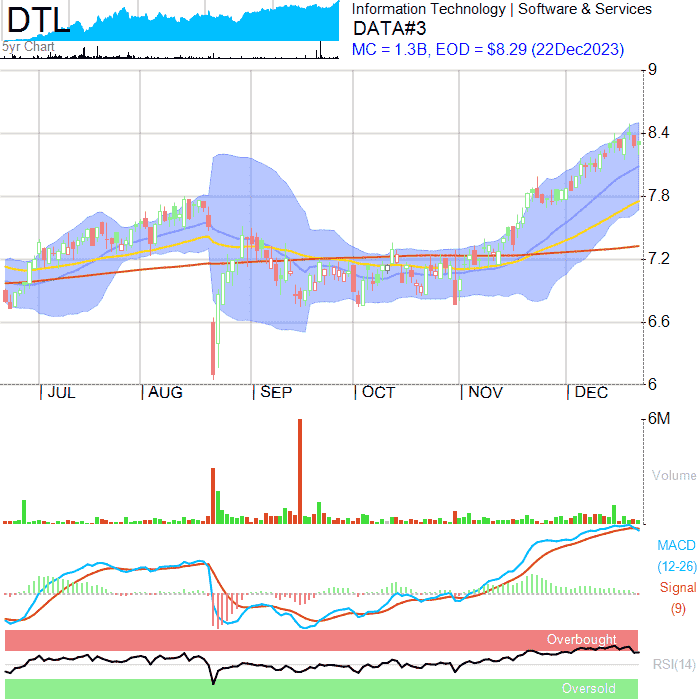 DTL
5yr Chart
Information Technology | Software & Services
DATA#3
MC = 1.3B, EOD = $8.29 (22Dec2023)
9
8.4
7.8
7.2
6.6
6
JUL AUG SEP OCT NOV DEC
6M
Volume
MACD
(12-26)
Signal
(9)
Overbought
RSI(14)
Oversold